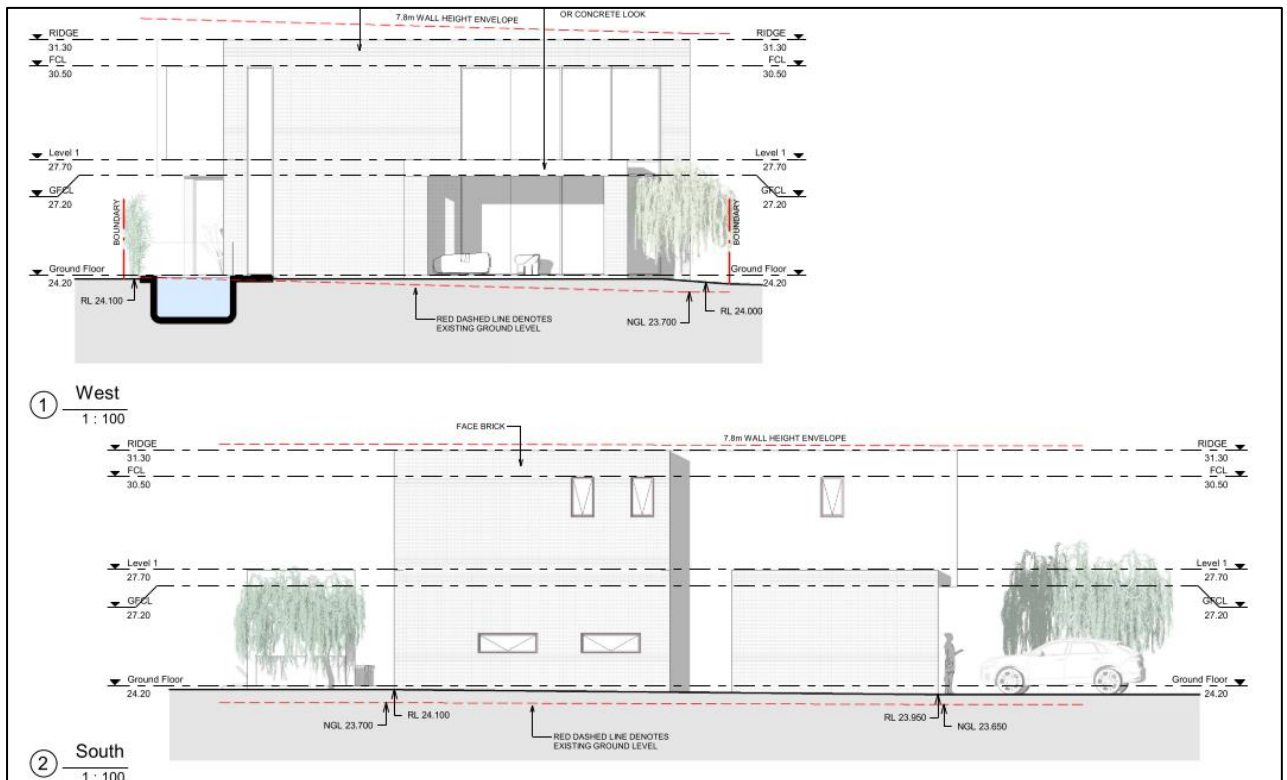 OR CONCRETE LOOK
7.8m WALL HEIGHT ENVELOPE
RIDGE
31.30
FCL
30.50
RIDGE
31.30
FCL
30.50
Level 1
27.70
GFCL
27.20
Level 1
27.70
GFCL
27.20
BOUNDARY
BOUNDARY
Ground Floor
24.20
Ground Floor
24.20
RL 24.100
RED DASHED LINE DENOTES
EXISTING GROUND LEVEL
NGL 23.700
RL 24.000
1
West
1 : 100
FACE BRICK
7.8m WALL HEIGHT ENVELOPE
RIDGE
31.30
FCL
30.50
RIDGE
31.30
FCL
30.50
Level 1
27.70
GFCL
27.20
Level 1
27.70
GFCL
27.20
Ground Floor
24.20
Ground Floor
24.20
NGL 23.700
RL 24.100
RED DASHED LINE DENOTES
EXISTING GROUND LEVEL
RL 23.950
NGL 23.650
2
South
1 : 100